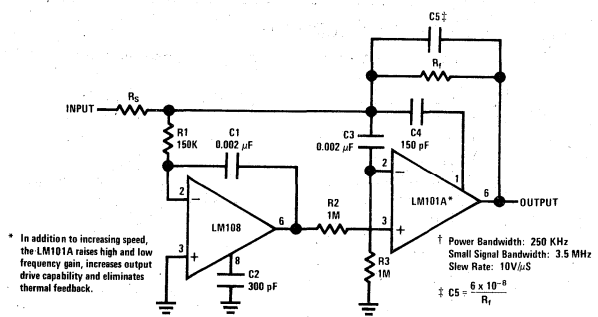 C5‡
Rf
INPUT
RS
R1
150K
C1
0.002 μF
C3
0.002 μF
C4
150 pF
2
−
LM108
6
3
+
8
C2
300 pF
R2
1M
2
−
1
LM101A*
6
OUTPUT
3
+
R3
1M
* In addition to increasing speed,
the LM101A raises high and low
frequency gain, increases output
drive capability and eliminates
thermal feedback.
† Power Bandwidth: 250 KHz
Small Signal Bandwidth: 3.5 MHz
Slew Rate: 10V/μS
‡ C5 = 6 x 10⁻⁸
Rf